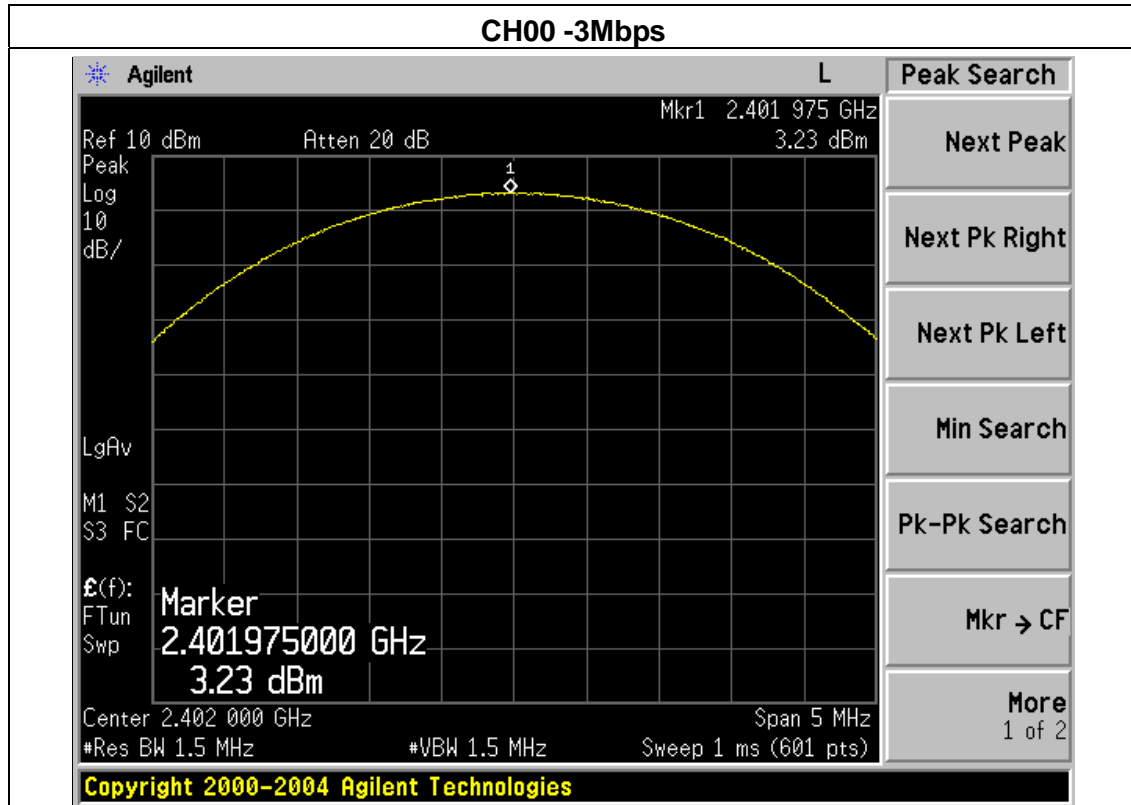 CH00 -3Mbps
Agilent L Peak Search
Mkr1 2.401 975 GHz
Ref 10 dBm Atten 20 dB 3.23 dBm
Peak
Log
10
dB/
1
LgAv
M1 S2
S3 FC
£(f):
FTun
Swp
Marker
2.401975000 GHz
3.23 dBm
Center 2.402 000 GHz Span 5 MHz
#Res BW 1.5 MHz #VBW 1.5 MHz Sweep 1 ms (601 pts)
Next Peak
Next Pk Right
Next Pk Left
Min Search
Pk-Pk Search
Mkr → CF
More
1 of 2
Copyright 2000-2004 Agilent Technologies